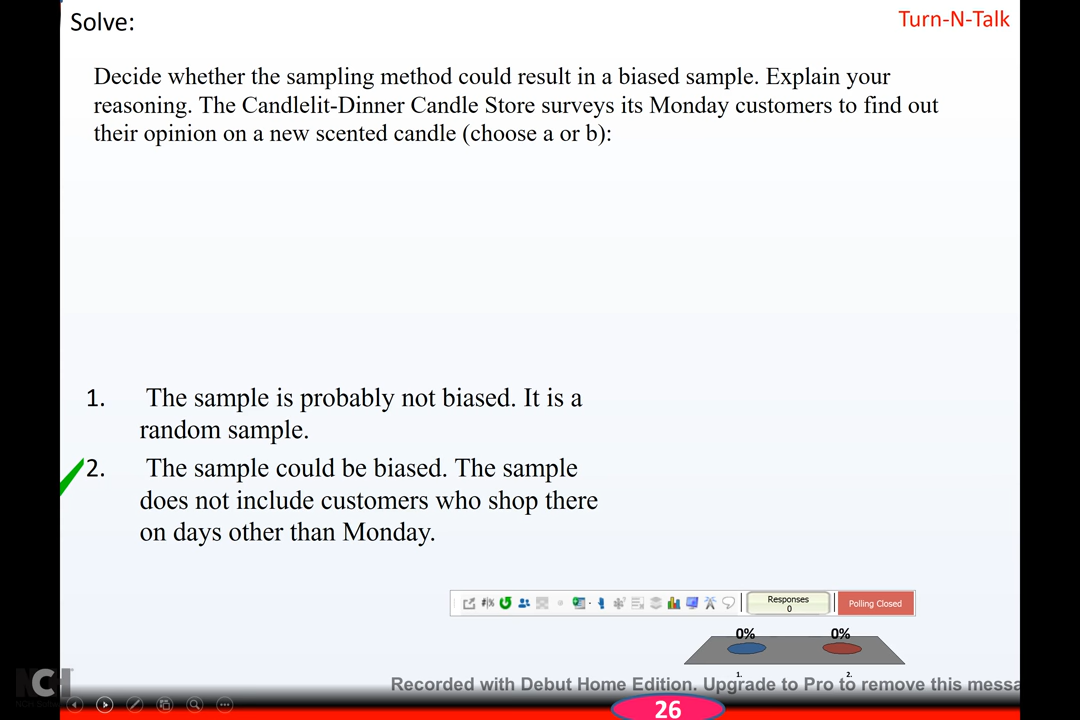 Solve:
Turn-N-Talk
Decide whether the sampling method could result in a biased sample. Explain your
reasoning. The Candlelit-Dinner Candle Store surveys its Monday customers to find out
their opinion on a new scented candle (choose a or b):
1. The sample is probably not biased. It is a
random sample.
2. The sample could be biased. The sample
does not include customers who shop there
on days other than Monday.
Responses
0
Polling Closed
0% 0%
1. 2.
Recorded with Debut Home Edition. Upgrade to Pro to remove this messa
26